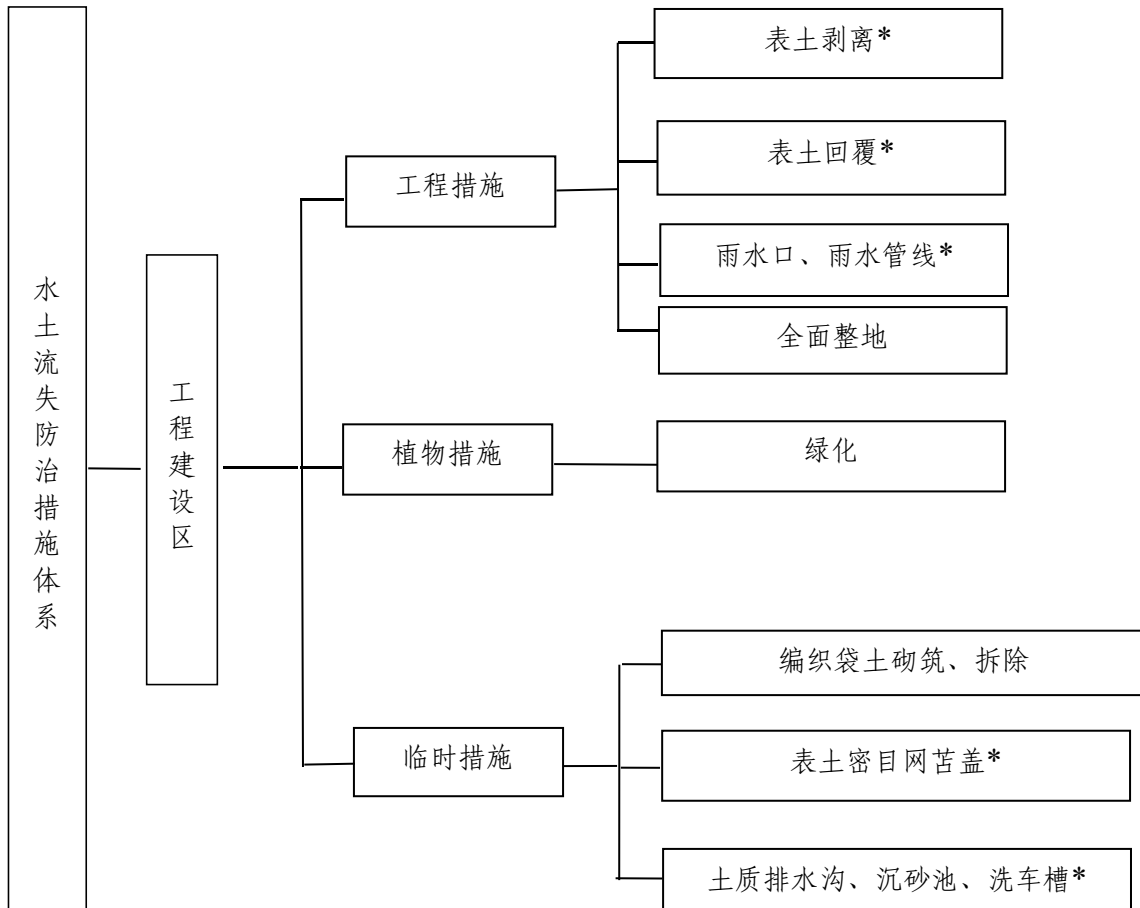 水土流失防治措施体系
工程建设区
工程措施
表土剥离*
表土回覆*
雨水口、雨水管线*
全面整地
植物措施
绿化
临时措施
编织袋土砌筑、拆除
表土密目网苫盖*
土质排水沟、沉砂池、洗车槽*